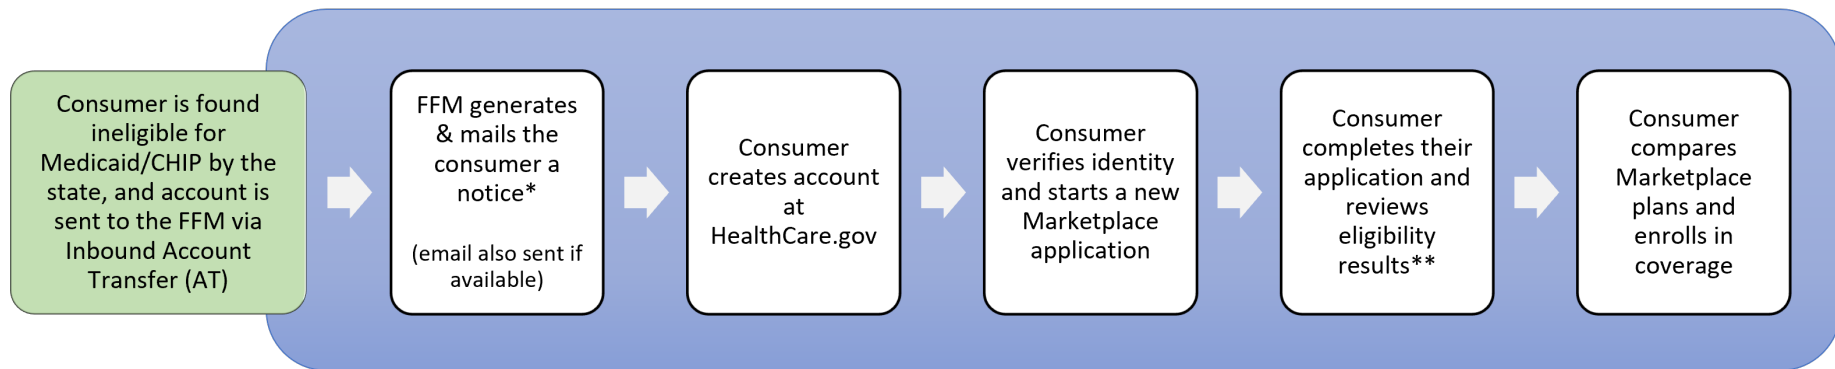 Consumer is found
ineligible for
Medicaid/CHIP by the
state, and account is
sent to the FFM via
Inbound Account
Transfer (AT)
FFM generates
& mails the
consumer a
notice*
(email also sent if
available)
Consumer
creates account
at
HealthCare.gov
Consumer
verifies identity
and starts a new
Marketplace
application
Consumer
completes their
application and
reviews
eligibility
results**
Consumer
compares
Marketplace
plans and
enrolls in
coverage